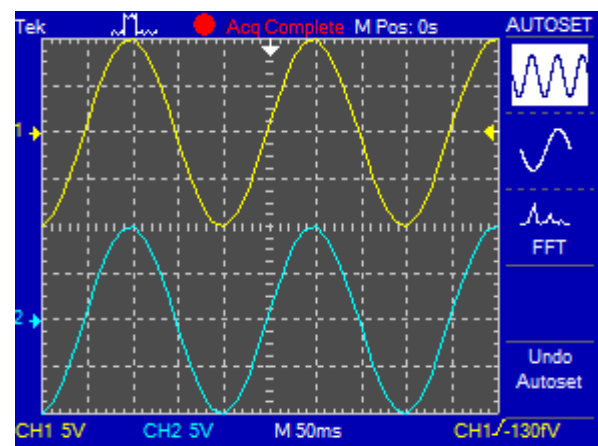 Tek Acq Complete M Pos: 0s AUTOSET
1
FFT
2
Undo
Autoset
CH1 5V CH2 5V M 50ms CH1 -130fV